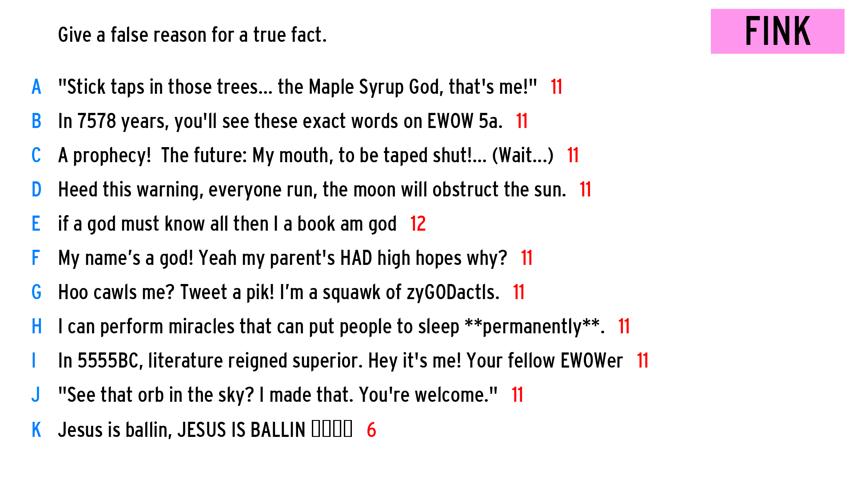 Give a false reason for a true fact.
FINK
A "Stick taps in those trees... the Maple Syrup God, that's me!" 11
B In 7578 years, you'll see these exact words on EWOW 5a. 11
C A prophecy! The future: My mouth, to be taped shut!... (Wait...) 11
D Heed this warning, everyone run, the moon will obstruct the sun. 11
E if a god must know all then I a book am god 12
F My name’s a god! Yeah my parent's HAD high hopes why? 11
G Hoo cawls me? Tweet a pik! I’m a squawk of zyGODactls. 11
H I can perform miracles that can put people to sleep **permanently**. 11
I In 5555BC, literature reigned superior. Hey it's me! Your fellow EWOWer 11
J "See that orb in the sky? I made that. You're welcome." 11
K Jesus is ballin, JESUS IS BALLIN ▯▯▯▯ 6